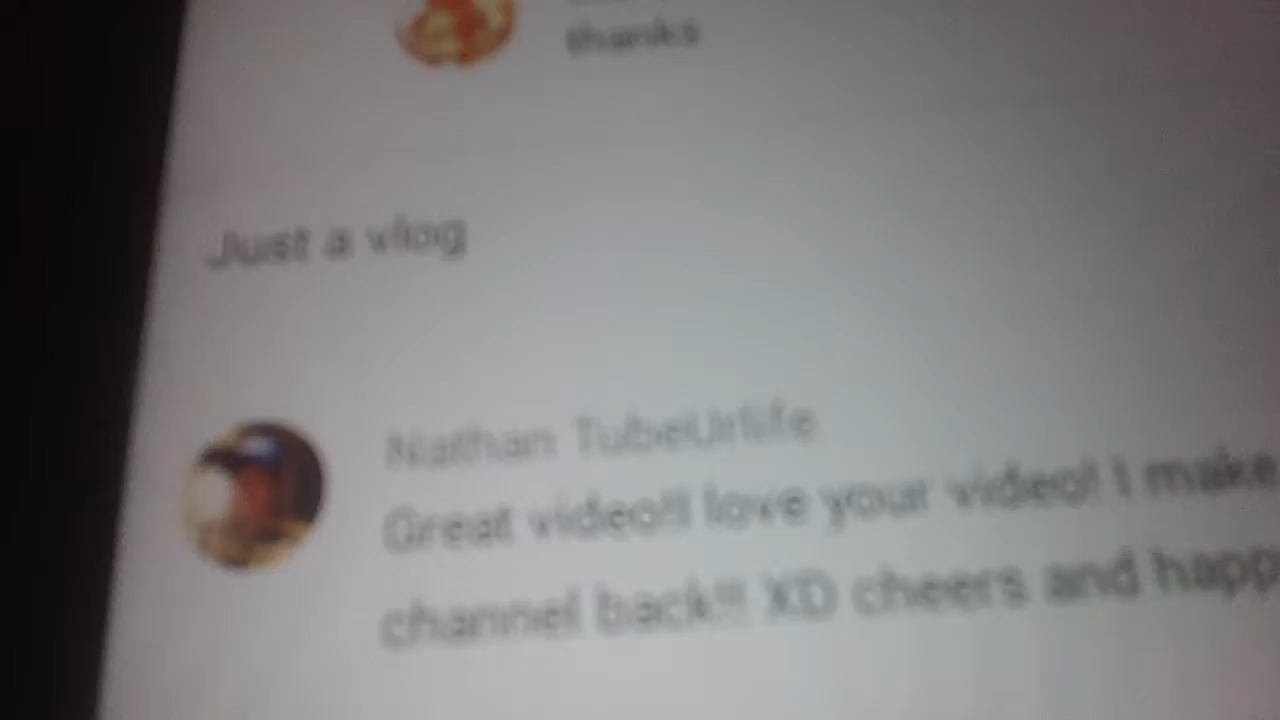 thanks
Just a vlog
Nathan TubeUrlife
Great video!! love your video! I make
channel back!! XD cheers and happ